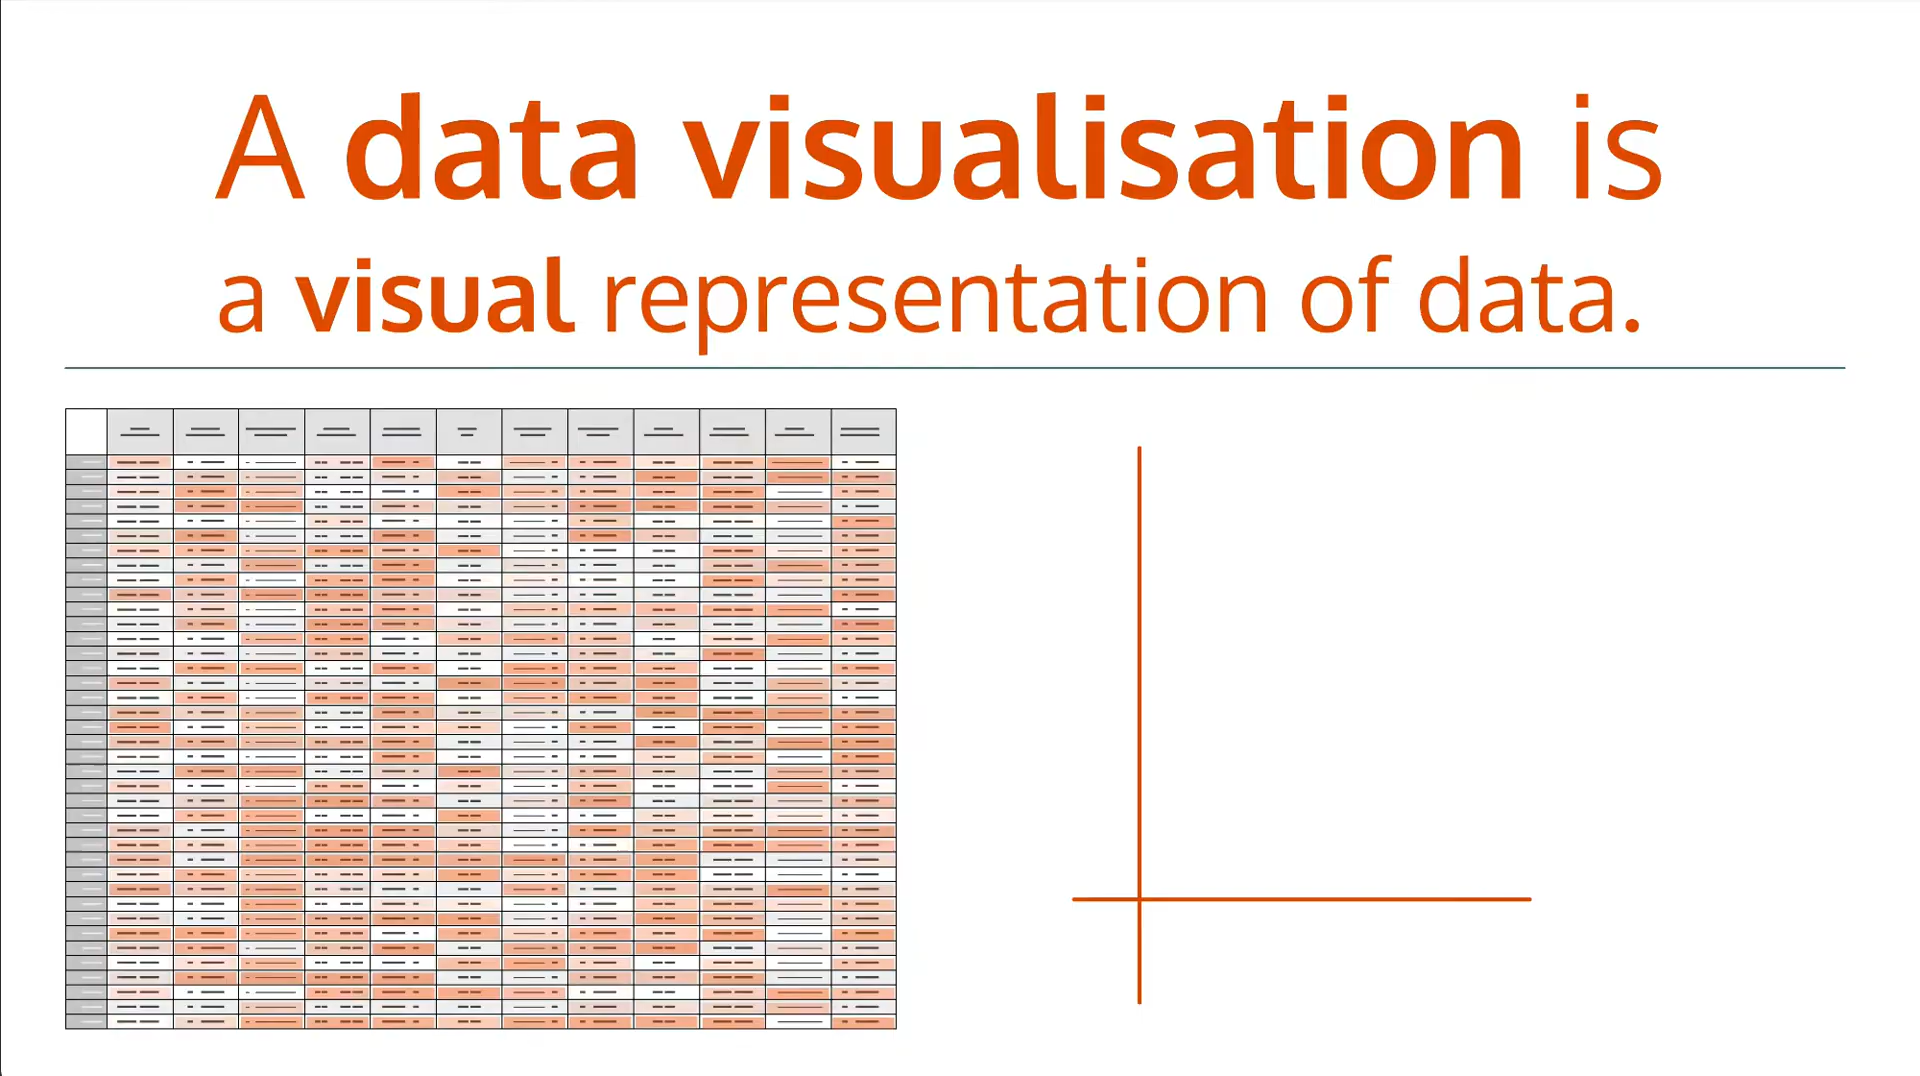 A data visualisation is
a visual representation of data.